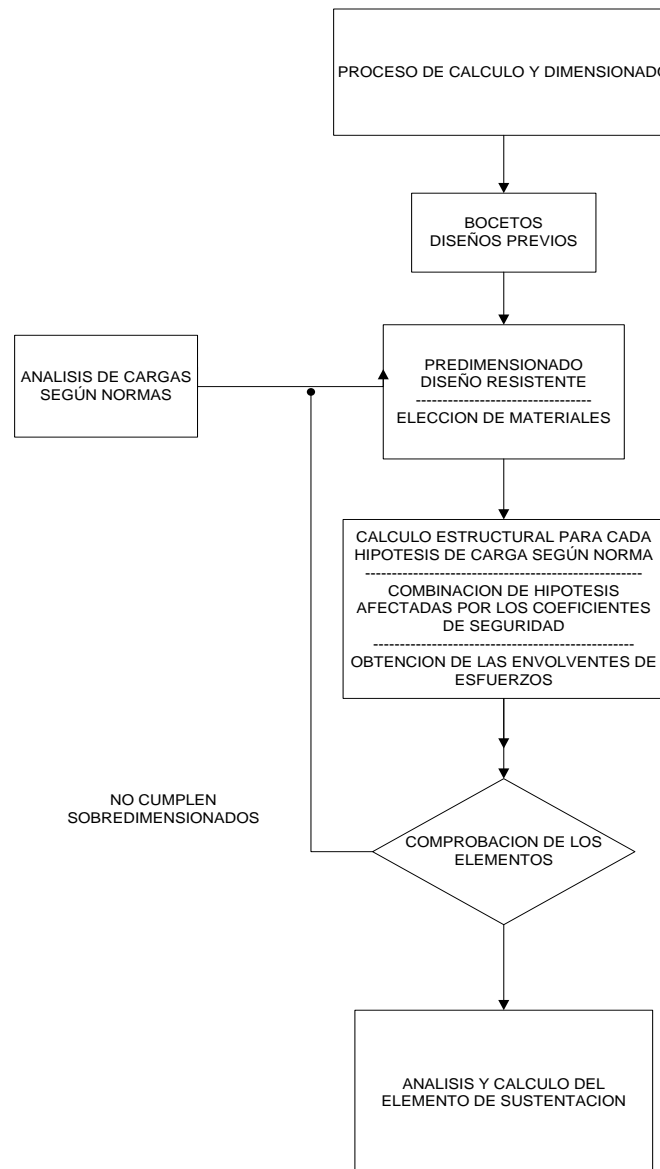 PROCESO DE CALCULO Y DIMENSIONADO
BOCETOS
DISEÑOS PREVIOS
ANALISIS DE CARGAS
SEGÚN NORMAS
PREDIMENSIONADO
DISEÑO RESISTENTE
---------------------------------
ELECCION DE MATERIALES
CALCULO ESTRUCTURAL PARA CADA
HIPOTESIS DE CARGA SEGÚN NORMA
----------------------------------------------------
COMBINACION DE HIPOTESIS
AFECTADAS POR LOS COEFICIENTES
DE SEGURIDAD
-------------------------------------------------
OBTENCION DE LAS ENVOLVENTES DE
ESFUERZOS
NO CUMPLEN
SOBREDIMENSIONADOS
COMPROBACION DE LOS
ELEMENTOS
ANALISIS Y CALCULO DEL
ELEMENTO DE SUSTENTACION